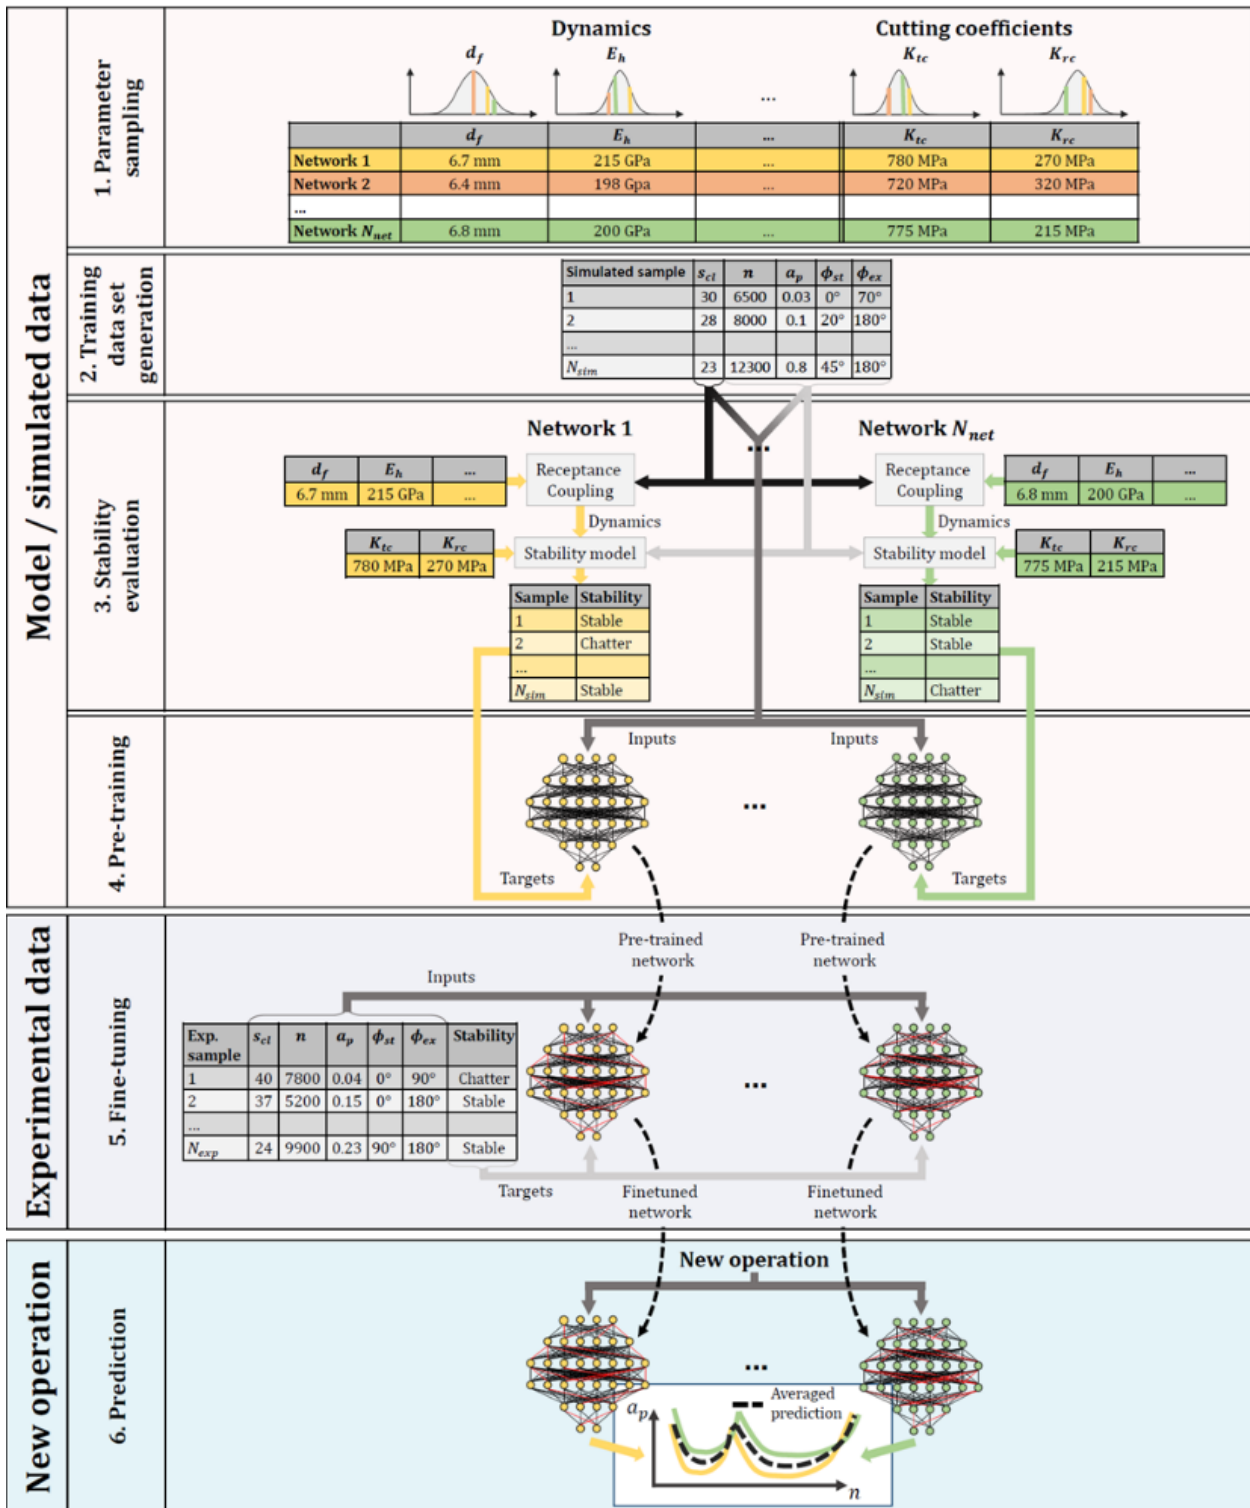 Model / simulated data
1. Parameter
sampling
Dynamics
Cutting coefficients
d_f
E_h
...
K_tc
K_rc
d_f E_h ... K_tc K_rc
Network 1 6.7 mm 215 GPa ... 780 MPa 270 MPa
Network 2 6.4 mm 198 Gpa ... 720 MPa 320 MPa
...
Network N_net 6.8 mm 200 GPa ... 775 MPa 215 MPa
2. Training
data set
generation
Simulated sample s_cl n a_p ϕ_st ϕ_ex
1 30 6500 0.03 0° 70°
2 28 8000 0.1 20° 180°
...
N_sim 23 12300 0.8 45° 180°
3. Stability
evaluation
Network 1
...
Network N_net
d_f E_h ...
6.7 mm 215 GPa ...
Receptance
Coupling
Receptance
Coupling
d_f E_h ...
6.8 mm 200 GPa ...
Dynamics
Dynamics
K_tc K_rc
780 MPa 270 MPa
Stability model
Stability model
K_tc K_rc
775 MPa 215 MPa
Sample Stability
1 Stable
2 Chatter
...
N_sim Stable
Sample Stability
1 Stable
2 Stable
...
N_sim Chatter
4. Pre-training
Inputs
Inputs
...
Targets
Targets
Experimental data
5. Fine-tuning
Pre-trained
network
Pre-trained
network
Inputs
Exp.
sample s_cl n a_p ϕ_st ϕ_ex Stability
1 40 7800 0.04 0° 90° Chatter
2 37 5200 0.15 0° 180° Stable
...
N_exp 24 9900 0.23 90° 180° Stable
...
Targets
Finetuned
network
Finetuned
network
New operation
6. Prediction
New operation
...
Averaged
prediction
a_p
n